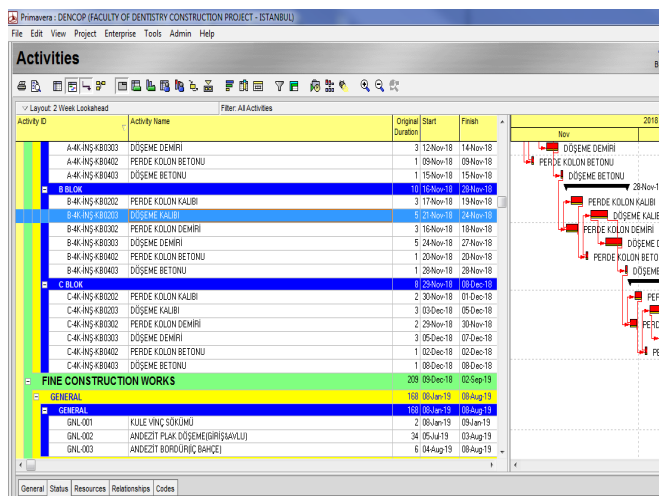 Primavera : DENCOP (FACULTY OF DENTISTRY CONSTRUCTION PROJECT - ISTANBUL)
File Edit View Project Enterprise Tools Admin Help
Activities
Layout: 2 Week Lookahead Filter: All Activities
Activity ID Activity Name Original Duration Start Finish 2018
Nov
A-4K-İNŞ-KB0303 DÖŞEME DEMİRİ 3 12-Nov-18 14-Nov-18 DÖŞEME DEMİRİ
A-4K-İNŞ-KB0402 PERDE KOLON BETONU 1 09-Nov-18 09-Nov-18 PERDE KOLON BETONU
A-4K-İNŞ-KB0403 DÖŞEME BETONU 1 15-Nov-18 15-Nov-18 DÖŞEME BETONU
B BLOK 10 16-Nov-18 28-Nov-18 28-Nov-1
B-4K-İNŞ-KB0202 PERDE KOLON KALIBI 3 17-Nov-18 19-Nov-18 PERDE KOLON KALIBI
B-4K-İNŞ-KB0203 DÖŞEME KALIBI 5 21-Nov-18 24-Nov-18 DÖŞEME KALIB
B-4K-İNŞ-KB0302 PERDE KOLON DEMİRİ 3 16-Nov-18 18-Nov-18 PERDE KOLON DEMİRİ
B-4K-İNŞ-KB0303 DÖŞEME DEMİRİ 5 24-Nov-18 27-Nov-18 DÖŞEME D
B-4K-İNŞ-KB0402 PERDE KOLON BETONU 1 20-Nov-18 20-Nov-18 PERDE KOLON BETO
B-4K-İNŞ-KB0403 DÖŞEME BETONU 1 28-Nov-18 28-Nov-18 DÖŞEME
C BLOK 8 29-Nov-18 08-Dec-18
C-4K-İNŞ-KB0202 PERDE KOLON KALIBI 2 30-Nov-18 01-Dec-18 PER
C-4K-İNŞ-KB0203 DÖŞEME KALIBI 3 03-Dec-18 05-Dec-18
C-4K-İNŞ-KB0302 PERDE KOLON DEMİRİ 2 29-Nov-18 30-Nov-18 PERD
C-4K-İNŞ-KB0303 DÖŞEME DEMİRİ 3 05-Dec-18 07-Dec-18
C-4K-İNŞ-KB0402 PERDE KOLON BETONU 1 02-Dec-18 02-Dec-18 PE
C-4K-İNŞ-KB0403 DÖŞEME BETONU 1 08-Dec-18 08-Dec-18
FINE CONSTRUCTION WORKS 209 09-Dec-18 02-Sep-19
GENERAL 168 08-Jan-19 08-Aug-19
GENERAL 168 08-Jan-19 08-Aug-19
GNL-001 KULE VİNÇ SÖKÜMÜ 2 08-Jan-19 09-Jan-19
GNL-002 ANDEZİT PLAK DÖŞEME(GİRİŞ&AVLU) 34 05-Jul-19 03-Aug-19
GNL-003 ANDEZİT BORDÜR(İÇ BAHÇE) 6 04-Aug-19 08-Aug-19
General Status Resources Relationships Codes